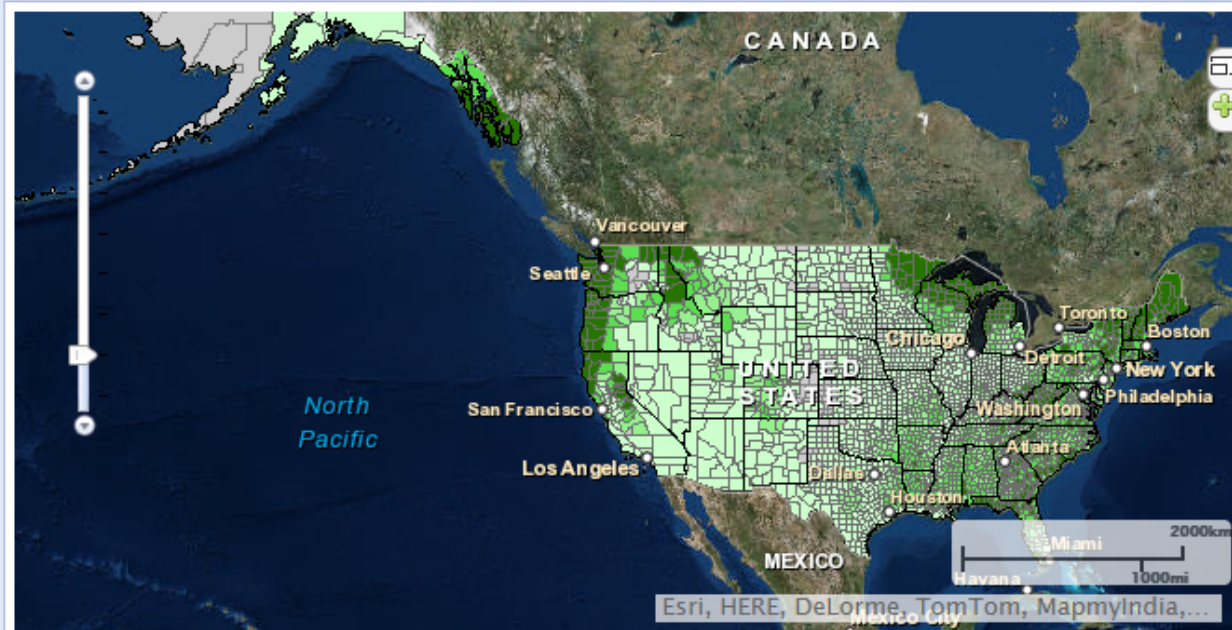 CANADA
Vancouver
Seattle
Toronto
Boston
Chicago
Detroit
New York
UNITED
STATES
Philadelphia
North
Pacific
San Francisco
Washington
Atlanta
Los Angeles
Dallas
Houston
2000km
Miami
MEXICO
1000mi
Havana
Esri, HERE, DeLorme, TomTom, MapmyIndia,...
Mexico City